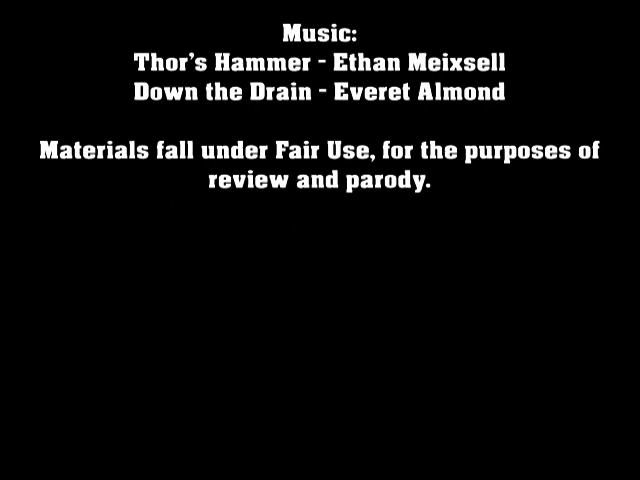 Music:
Thor's Hammer - Ethan Meixsell
Down the Drain - Everet Almond
Materials fall under Fair Use, for the purposes of
review and parody.